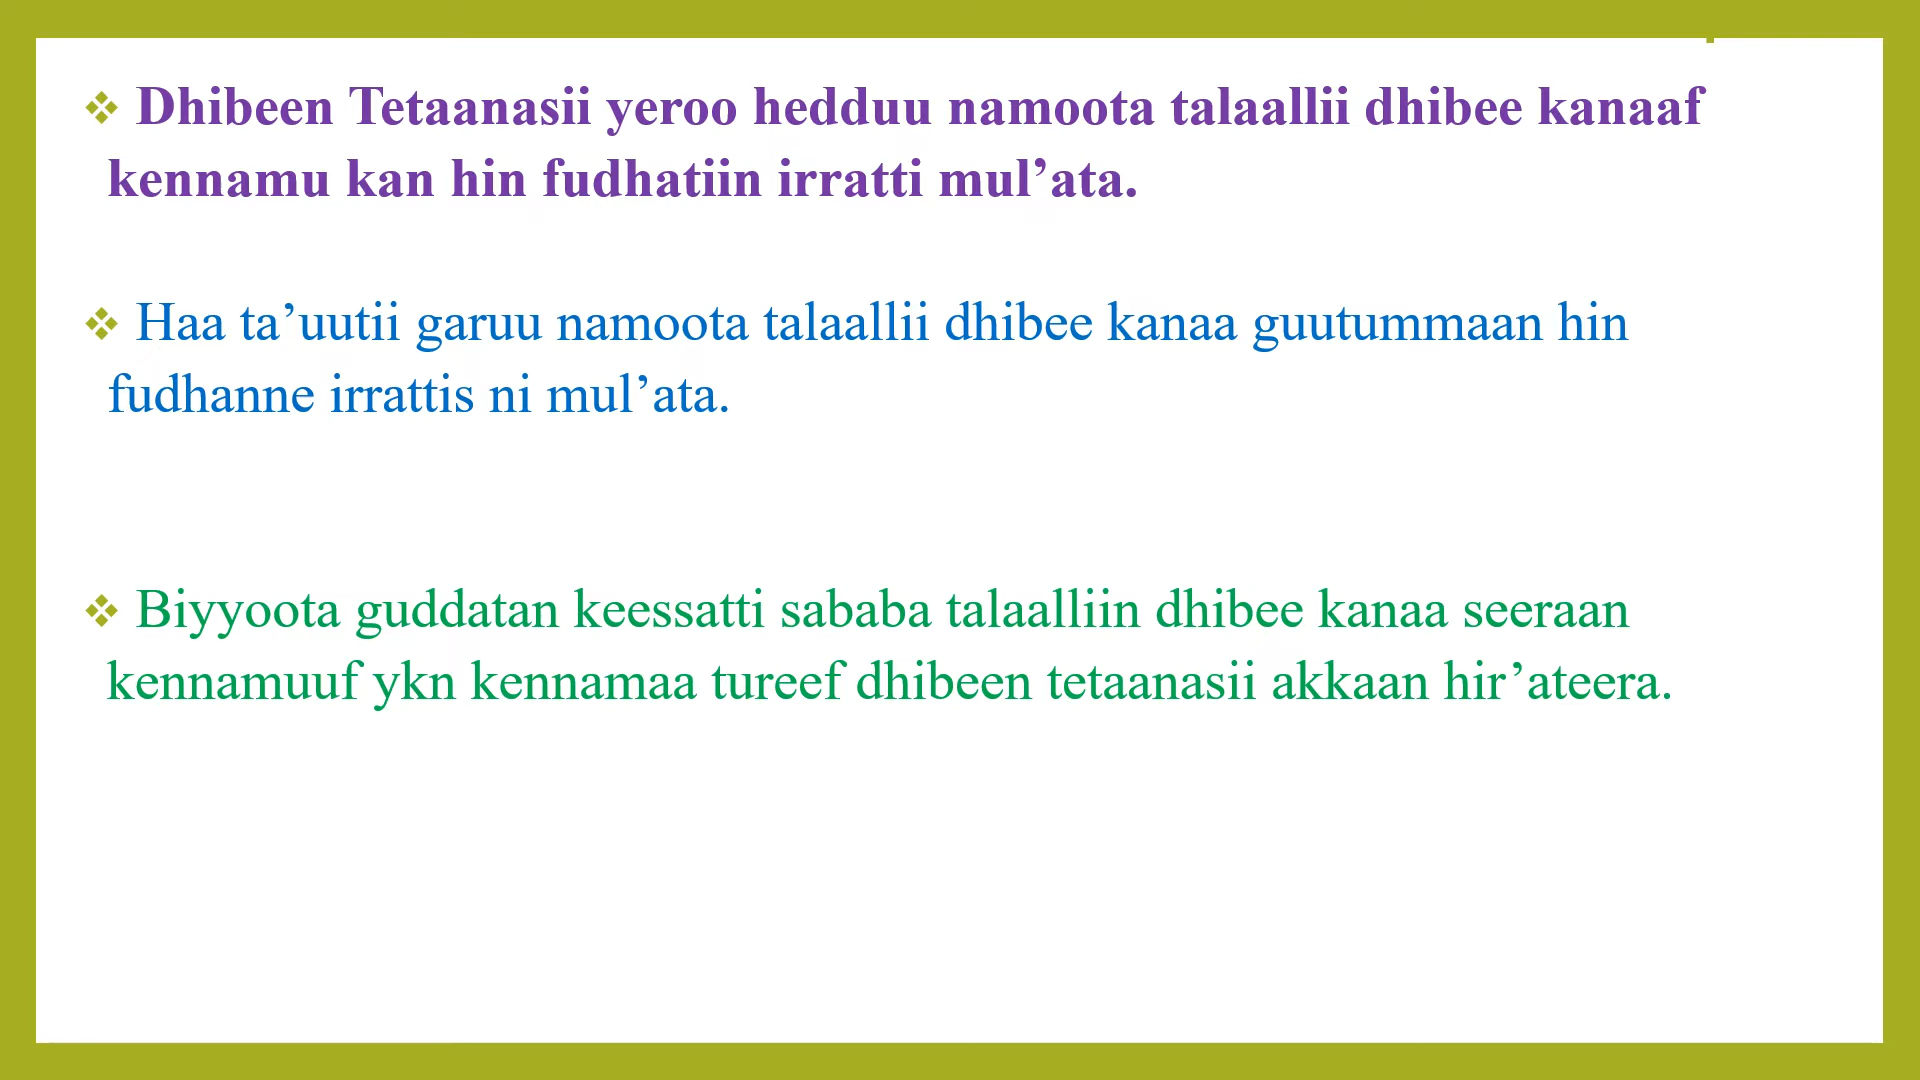 ❖ Dhibeen Tetaanasii yeroo hedduu namoota talaallii dhibee kanaaf
kennamu kan hin fudhatiin irratti mul’ata.
❖ Haa ta’uutii garuu namoota talaallii dhibee kanaa guutummaan hin
fudhanne irrattis ni mul’ata.
❖ Biyyoota guddatan keessatti sababa talaalliin dhibee kanaa seeraan
kennamuuf ykn kennamaa tureef dhibeen tetaanasii akkaan hir’ateera.